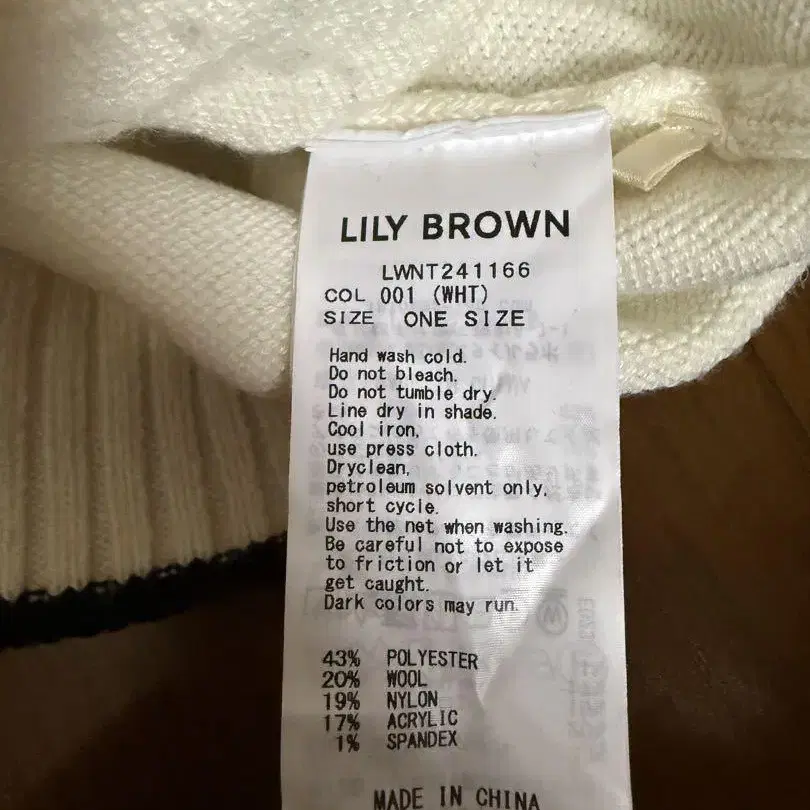 LILY BROWN
LWNT241166
COL 001 (WHT)
SIZE ONE SIZE
Hand wash cold.
Do not bleach.
Do not tumble dry.
Line dry in shade.
Cool iron,
use press cloth.
Dryclean,
petroleum solvent only,
short cycle.
Use the net when washing.
Be careful not to expose
to friction or let it
get caught.
Dark colors may run.
43% POLYESTER
20% WOOL
19% NYLON
17% ACRYLIC
1% SPANDEX
MADE IN CHINA